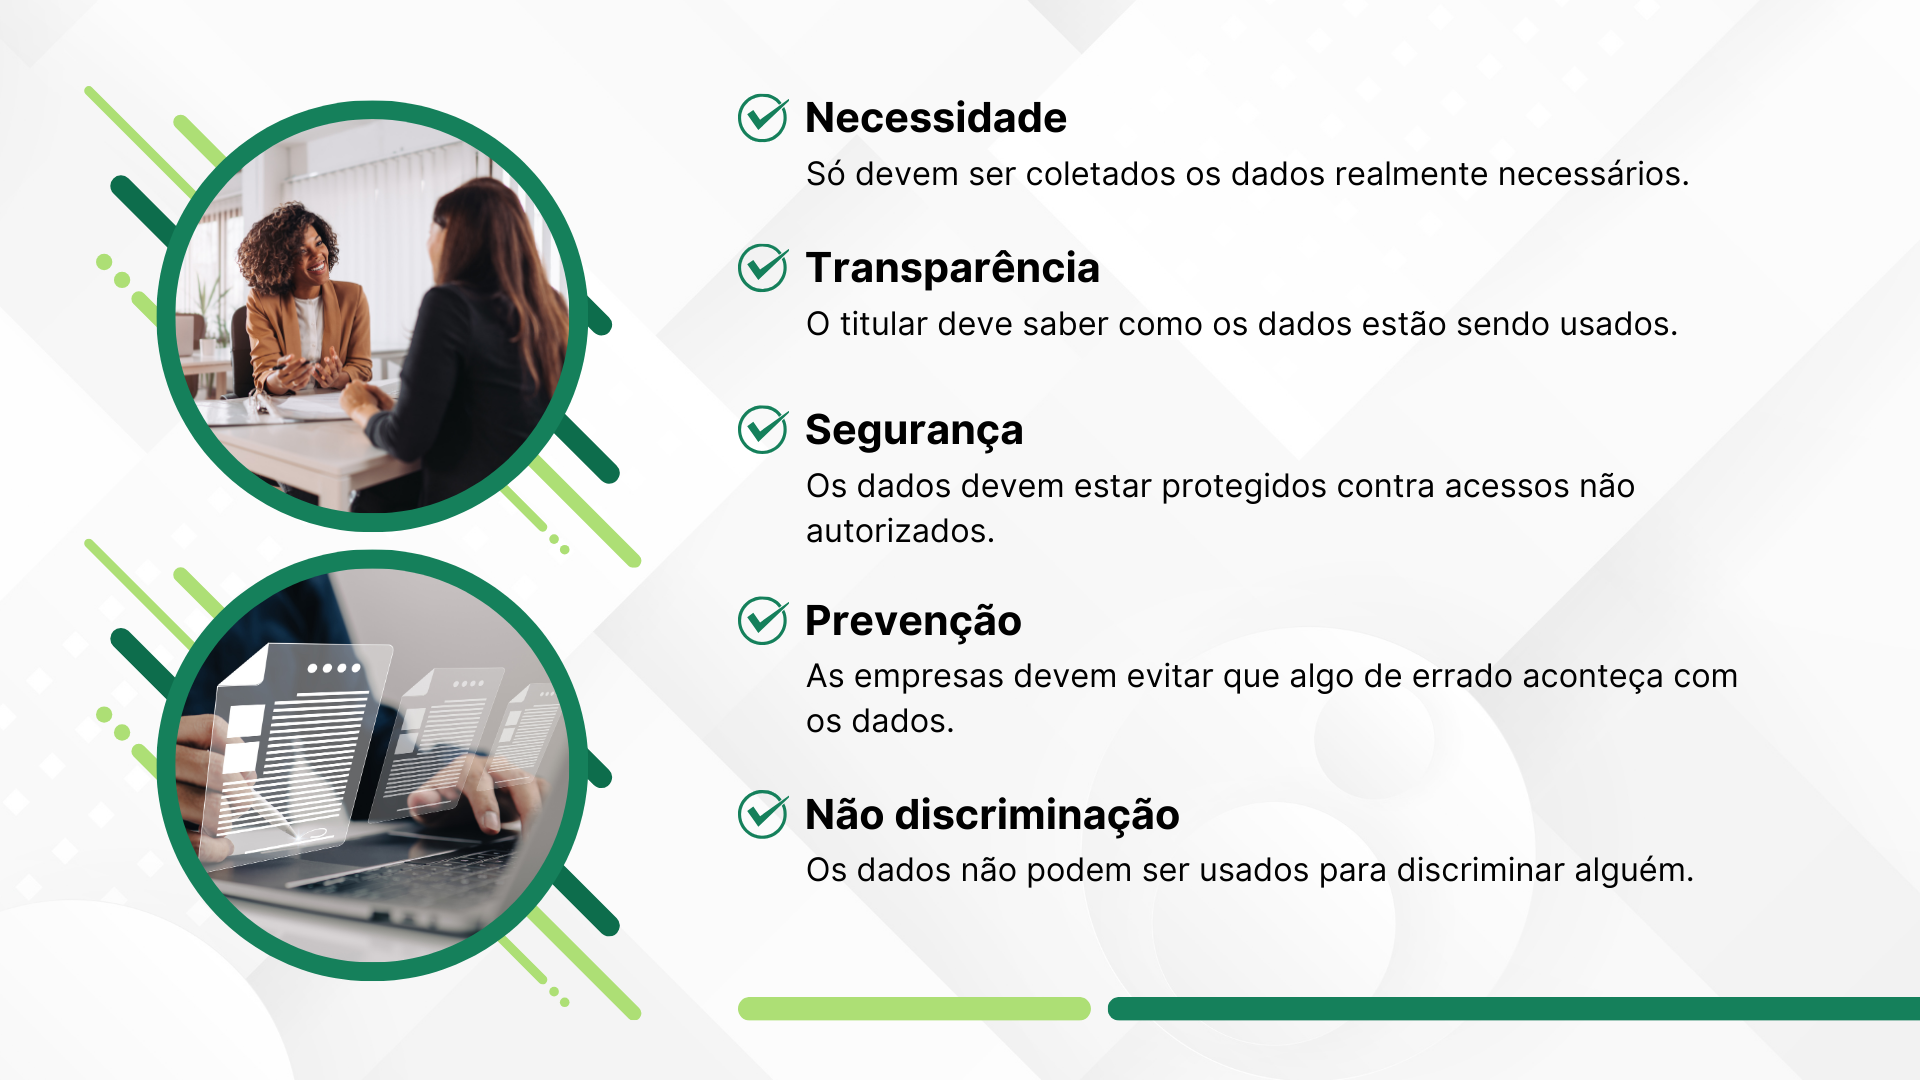 Necessidade
Só devem ser coletados os dados realmente necessários.
Transparência
O titular deve saber como os dados estão sendo usados.
Segurança
Os dados devem estar protegidos contra acessos não
autorizados.
Prevenção
As empresas devem evitar que algo de errado aconteça com
os dados.
Não discriminação
Os dados não podem ser usados para discriminar alguém.